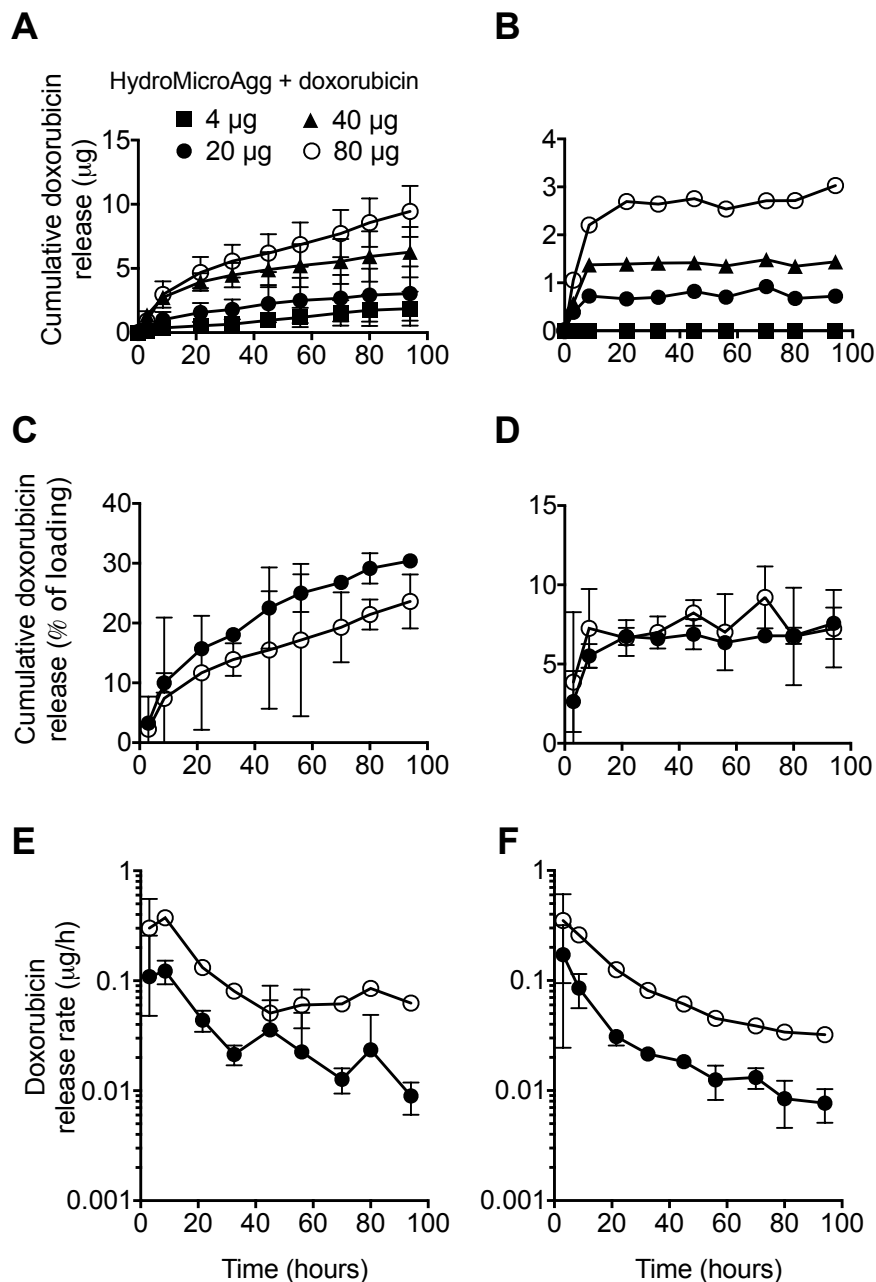 A
B
HydroMicroAgg + doxorubicin
4 µg
40 µg
20 µg
80 µg
Cumulative doxorubicin
release (µg)
15
10
5
0
0 20 40 60 80 100
4
3
2
1
0
0 20 40 60 80 100
C
D
Cumulative doxorubicin
release (% of loading)
40
30
20
10
0
0 20 40 60 80 100
15
10
5
0
0 20 40 60 80 100
E
F
Doxorubicin
release rate (µg/h)
1
0.1
0.01
0.001
0 20 40 60 80 100
Time (hours)
1
0.1
0.01
0.001
0 20 40 60 80 100
Time (hours)